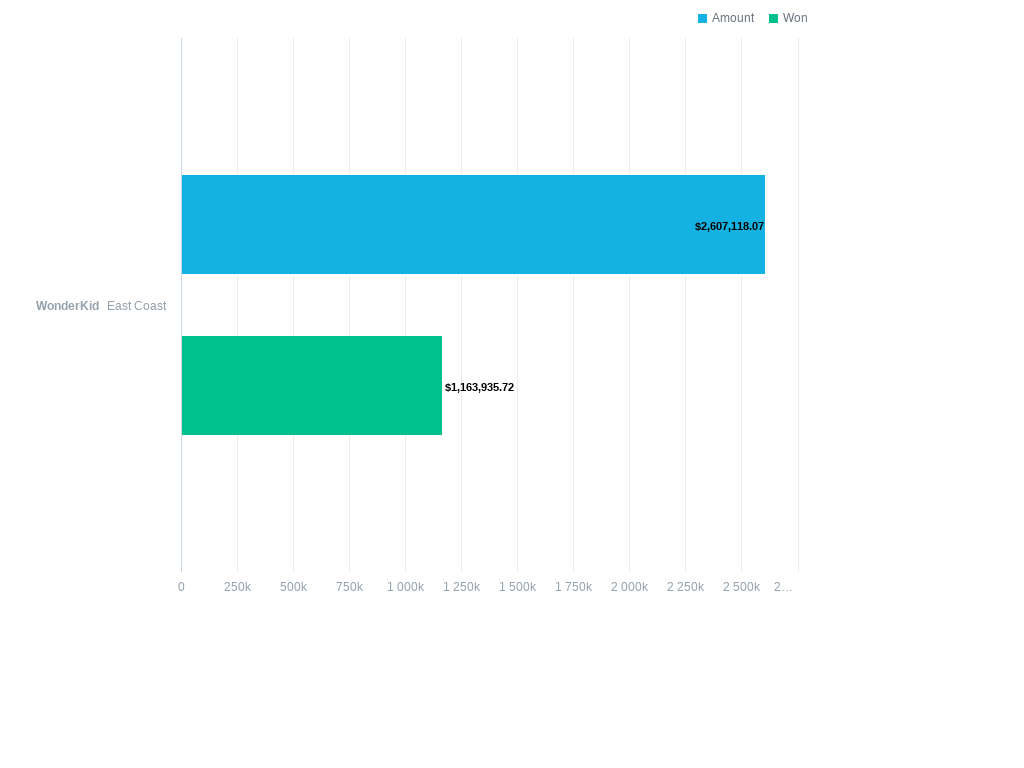 Amount Won
$2,607,118.07
WonderKid East Coast
$1,163,935.72
0 250k 500k 750k 1 000k 1 250k 1 500k 1 750k 2 000k 2 250k 2 500k 2…